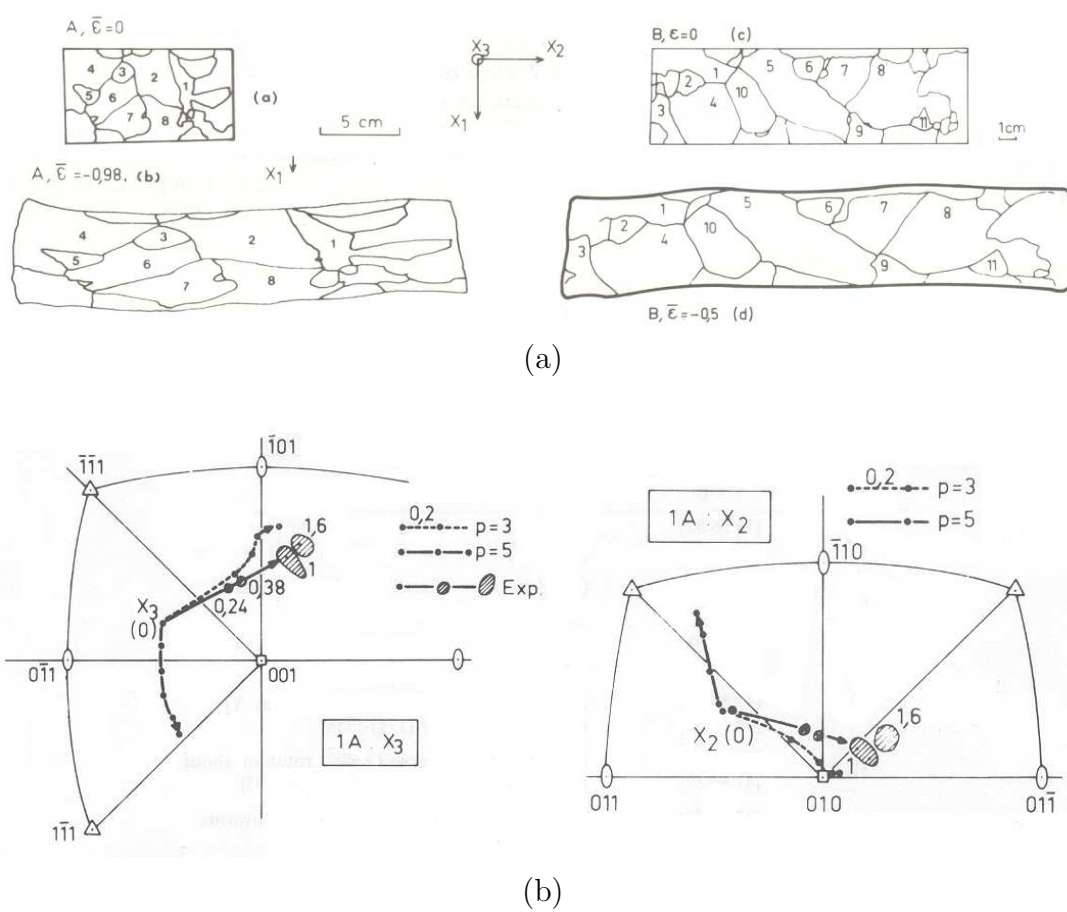 A, ε̅=0
4 3 2 1
5 6
7 8
(a)
X3 X2
X1
5 cm
B, ε=0 (c)
1 5 6 7 8
2
3 4 10
9 11
1cm
A, ε̅=-0,98. (b)
X1
4 3 2 1
5 6
7 8
1 5 6 7 8
2
3 4 10
9 11
B, ε̅=-0,5 (d)
(a)
1̅1̅1
1̅01
0,2 p=3
p=5
Exp.
1,6
1
0,38
0,24
X3
(0)
01̅1
001
11̅1
1A . X3
1A . X2
0,2 p=3
p=5
1̅10
X2 (0)
1,6
1
011
010
011̅
(b)